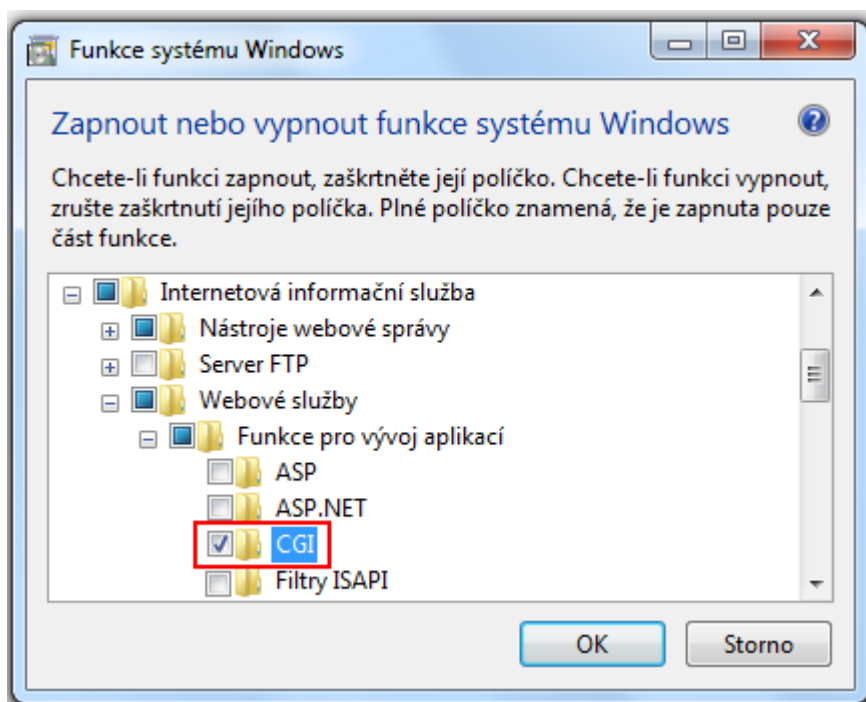 Funkce systému Windows
Zapnout nebo vypnout funkce systému Windows
Chcete-li funkci zapnout, zaškrtněte její políčko. Chcete-li funkci vypnout,
zrušte zaškrtnutí jejího políčka. Plné políčko znamená, že je zapnuta pouze
část funkce.
Internetová informační služba
Nástroje webové správy
Server FTP
Webové služby
Funkce pro vývoj aplikací
ASP
ASP.NET
CGI
Filtry ISAPI
OK Storno